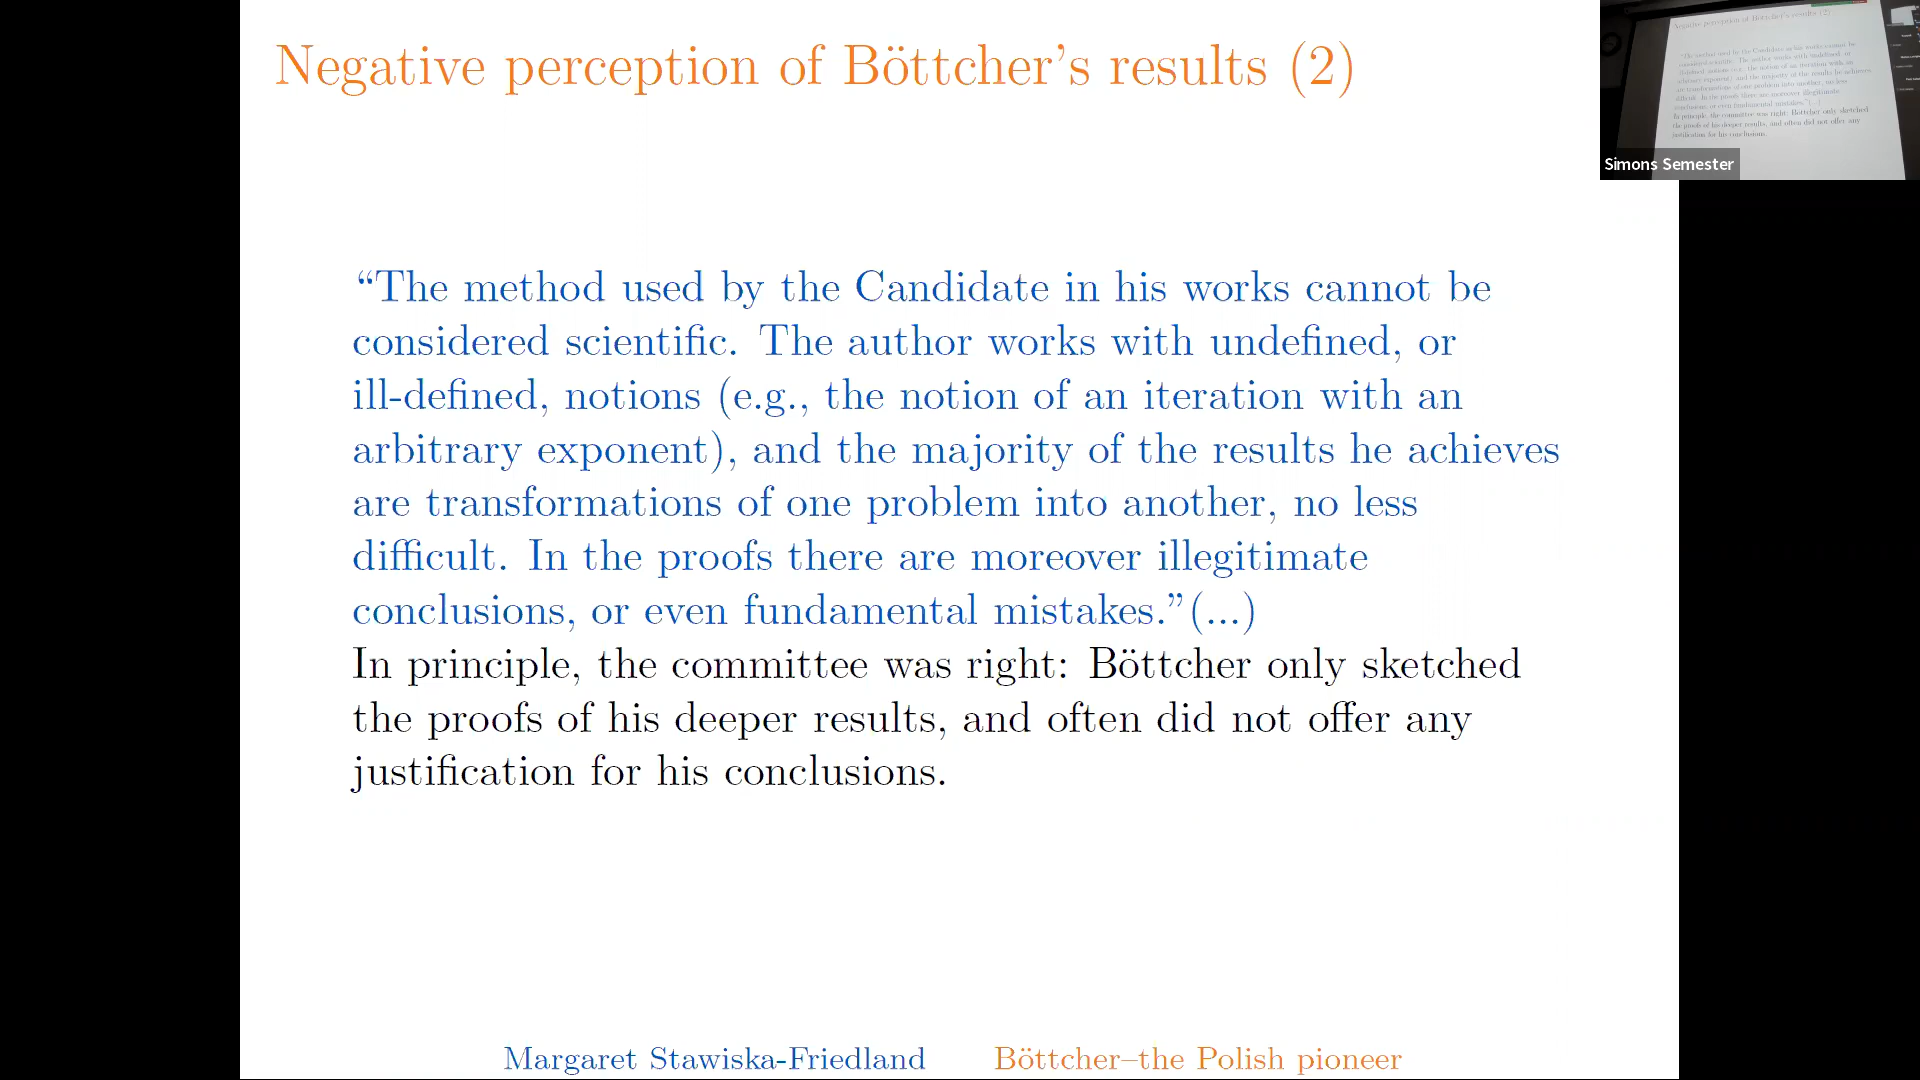 Negative perception of Böttcher's results (2)
“The method used by the Candidate in his works cannot be
considered scientific. The author works with undefined, or
ill-defined, notions (e.g., the notion of an iteration with an
arbitrary exponent), and the majority of the results he achieves
are transformations of one problem into another, no less
difficult. In the proofs there are moreover illegitimate
conclusions, or even fundamental mistakes.”(...)
In principle, the committee was right: Böttcher only sketched
the proofs of his deeper results, and often did not offer any
justification for his conclusions.
Margaret Stawiska-Friedland Böttcher–the Polish pioneer
Simons Semester